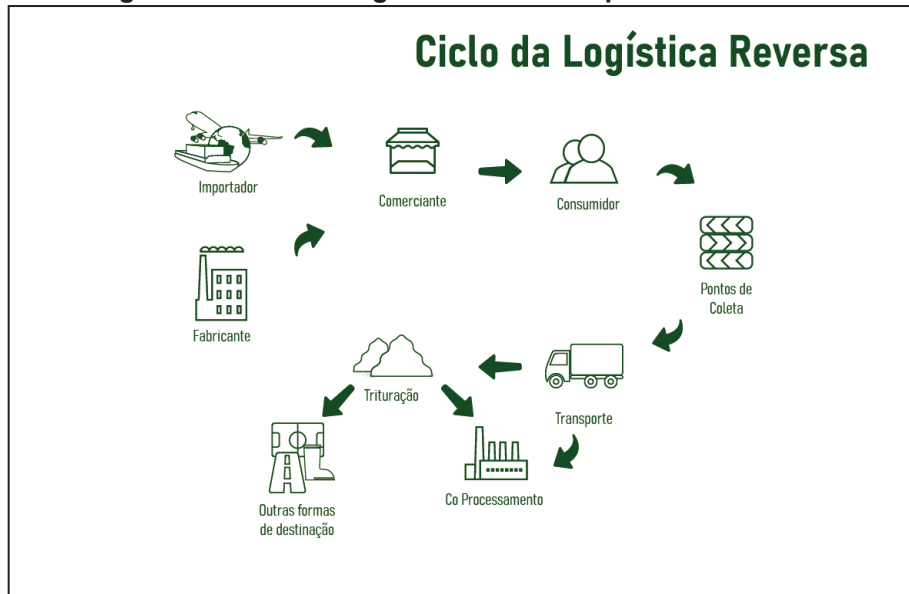 Ciclo da Logística Reversa
Importador
Comerciante
Consumidor
Pontos de
Coleta
Fabricante
Trituração
Transporte
Co Processamento
Outras formas
de destinação